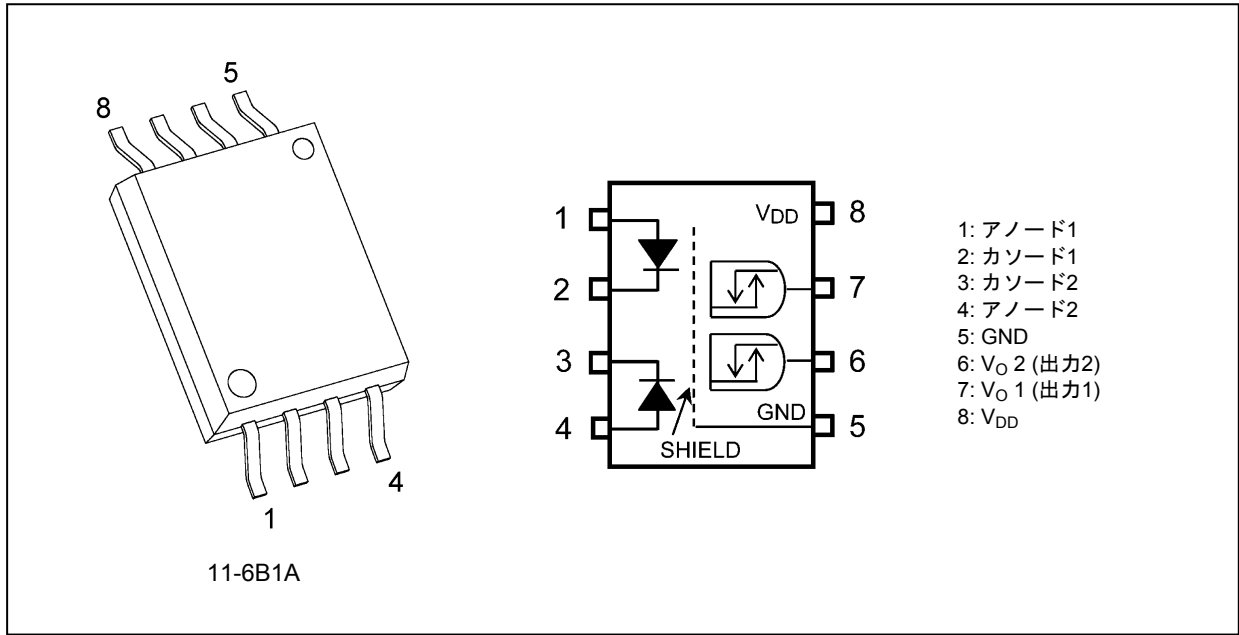 8
5
1
4
11-6B1A
1
2
3
4
VDD
GND
SHIELD
8
7
6
5
1: アノード1
2: カソード1
3: カソード2
4: アノード2
5: GND
6: VO 2 (出力2)
7: VO 1 (出力1)
8: VDD